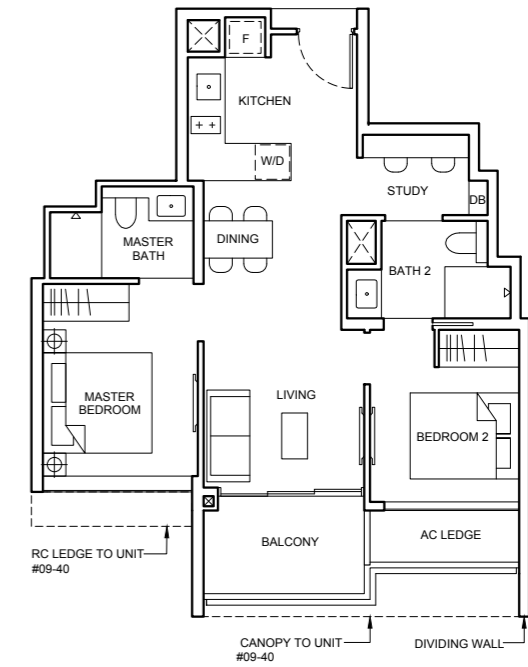 F
KITCHEN
W/D
STUDY
DB
MASTER
BATH
DINING
BATH 2
MASTER
BEDROOM
LIVING
BEDROOM 2
BALCONY
AC LEDGE
RC LEDGE TO UNIT
#09-40
CANOPY TO UNIT
#09-40
DIVIDING WALL